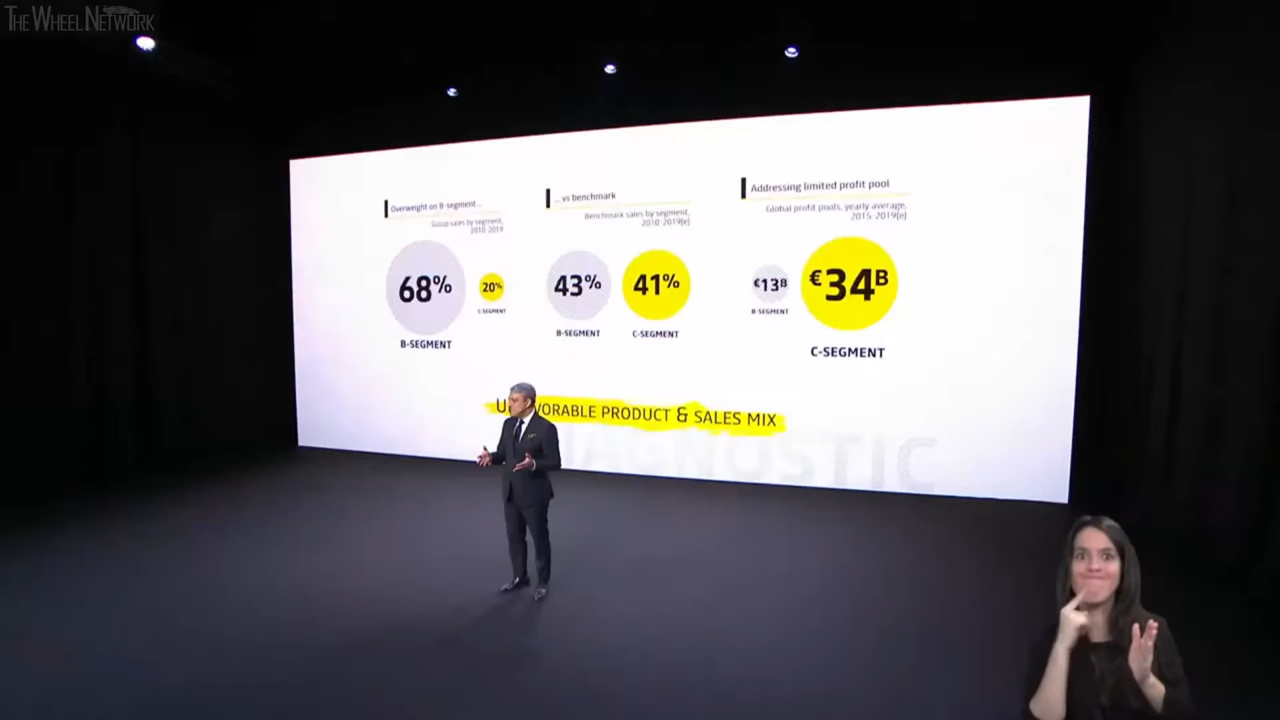 THE WHEEL NETWORK
Overweight on B-segment...
Group sales by segment,
2010-2019
68%
B-SEGMENT
20%
C-SEGMENT
... vs benchmark
Benchmark sales by segment,
2010-2019(e)
43%
B-SEGMENT
41%
C-SEGMENT
Addressing limited profit pool
Global profit pools, yearly average,
2015-2019(e)
€13B
B-SEGMENT
€34B
C-SEGMENT
PRODUCT & SALES MIX